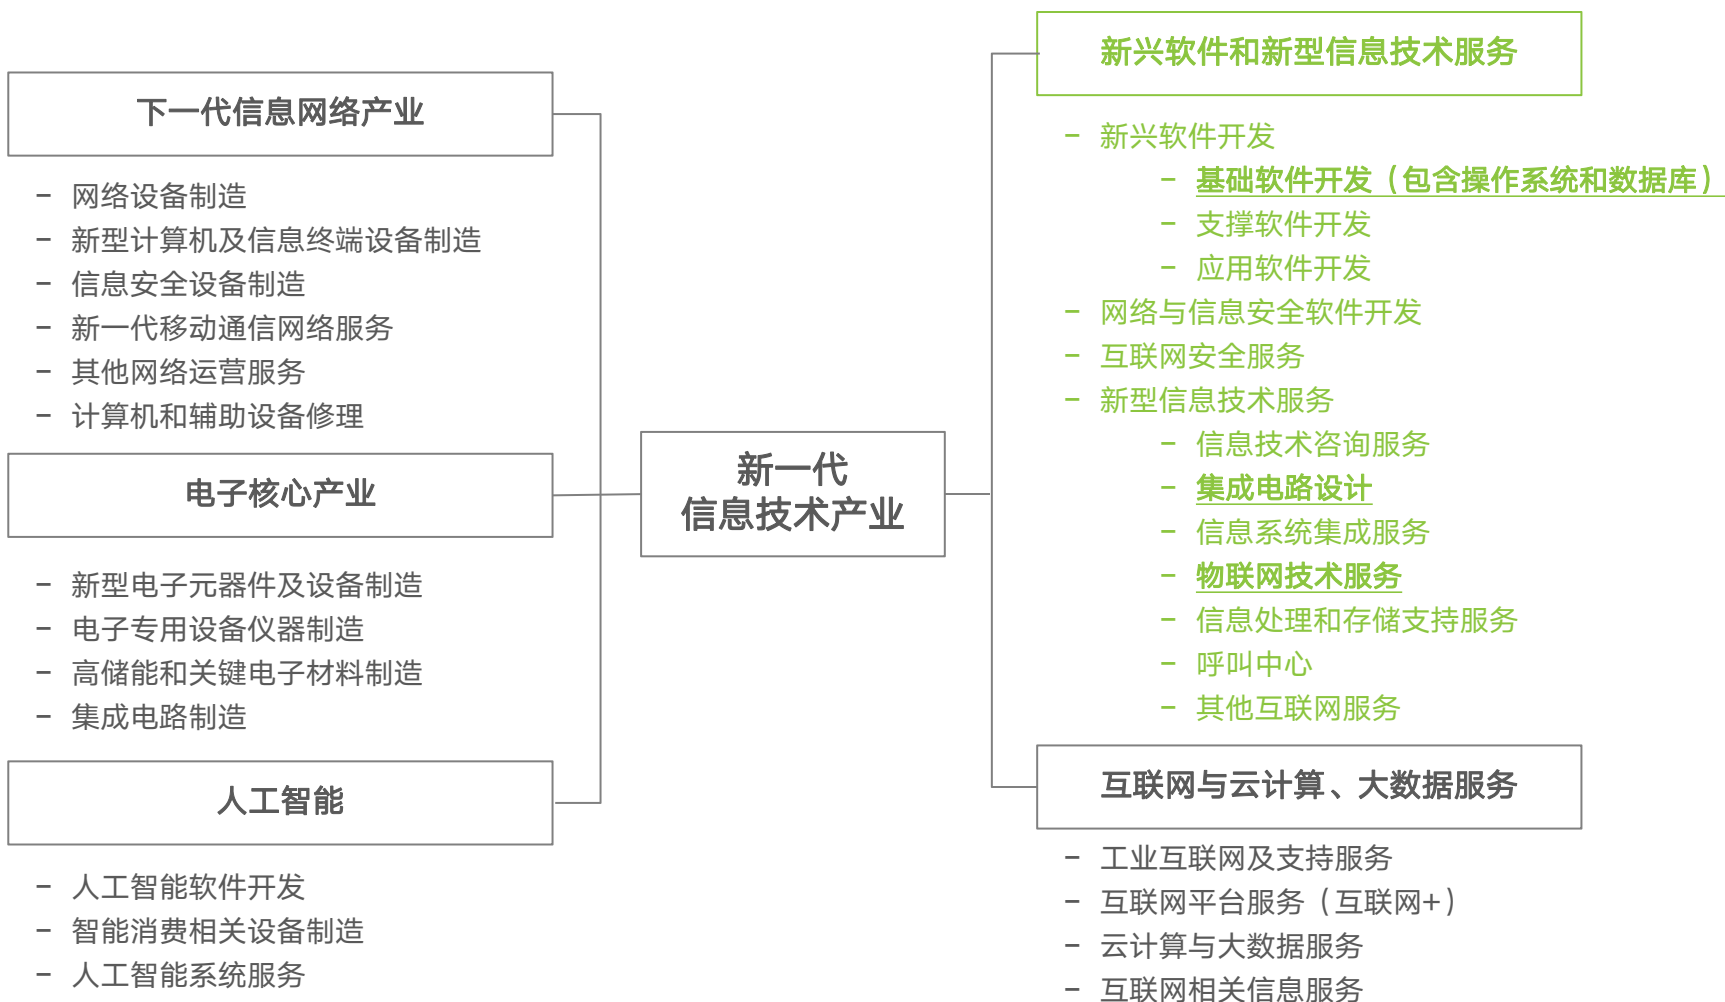 下一代信息网络产业
- 网络设备制造
- 新型计算机及信息终端设备制造
- 信息安全设备制造
- 新一代移动通信网络服务
- 其他网络运营服务
- 计算机和辅助设备修理
电子核心产业
- 新型电子元器件及设备制造
- 电子专用设备仪器制造
- 高储能和关键电子材料制造
- 集成电路制造
人工智能
- 人工智能软件开发
- 智能消费相关设备制造
- 人工智能系统服务
新一代
信息技术产业
新兴软件和新型信息技术服务
- 新兴软件开发
- 基础软件开发（包含操作系统和数据库）
- 支撑软件开发
- 应用软件开发
- 网络与信息安全软件开发
- 互联网安全服务
- 新型信息技术服务
- 信息技术咨询服务
- 集成电路设计
- 信息系统集成服务
- 物联网技术服务
- 信息处理和存储支持服务
- 呼叫中心
- 其他互联网服务
互联网与云计算、大数据服务
- 工业互联网及支持服务
- 互联网平台服务（互联网+）
- 云计算与大数据服务
- 互联网相关信息服务